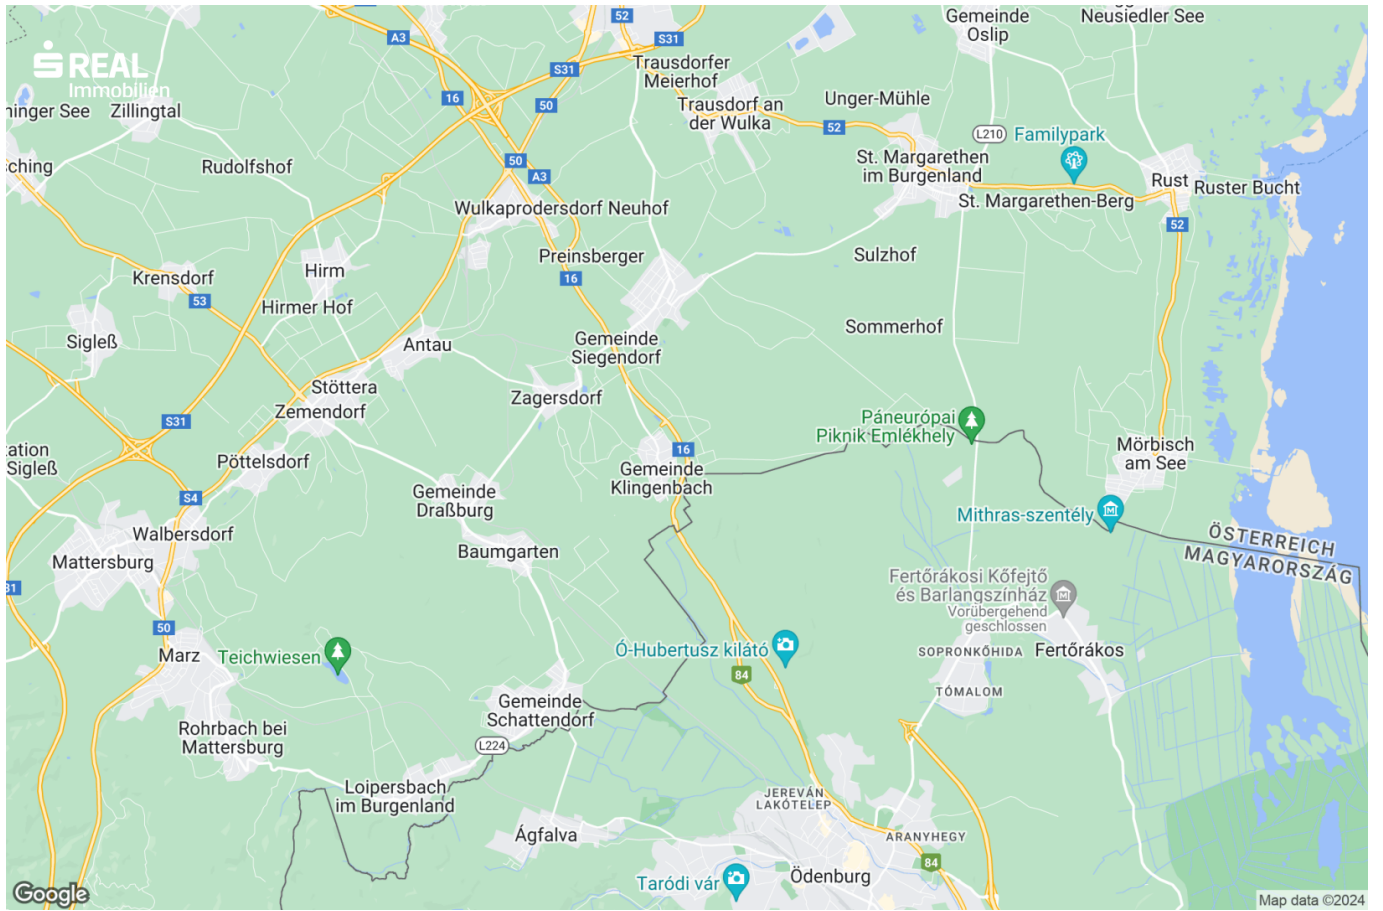 52
A3
Gemeinde
Oslip
Neusiedler See
S31
REAL
Immobilien
Trausdorfer
Meierhof
S31
16
50
Zillingtal
Trausdorf an
der Wulka
Unger-Mühle
52
L210
Familypark
ninger See
Rudolfshof
50
A3
St. Margarethen
im Burgenland
Rust
Ruster Bucht
ching
Wulkaprodersdorf
Neuhof
St. Margarethen-Berg
52
Preinsberger
Sulzhof
Hirm
Krensdorf
16
53
Hirmer Hof
Sommerhof
Sigleß
Antau
Gemeinde
Siegendorf
Stöttera
Zagersdorf
Zemendorf
S31
Páneurópai
Piknik Emlékhely
tation
Sigleß
Pöttelsdorf
16
Mörbisch
am See
Gemeinde
Klingenbach
S4
Gemeinde
Draßburg
Mithras-szentély
Walbersdorf
ÖSTERREICH
MAGYARORSZÁG
Baumgarten
Mattersburg
31
Fertőrákosi Kőfejtő
és Barlangszínház
Vorübergehend
geschlossen
50
Marz
Teichwiesen
Ó-Hubertusz kilátó
84
SOPRONKŐHIDA
Fertőrákos
TÓMALOM
Gemeinde
Schattendorf
Rohrbach bei
Mattersburg
L224
Loipersbach
im Burgenland
JEREVÁN
LAKÓTELEP
Ágfalva
ARANYHEGY
84
Ödenburg
Taródi vár
Google
Map data ©2024